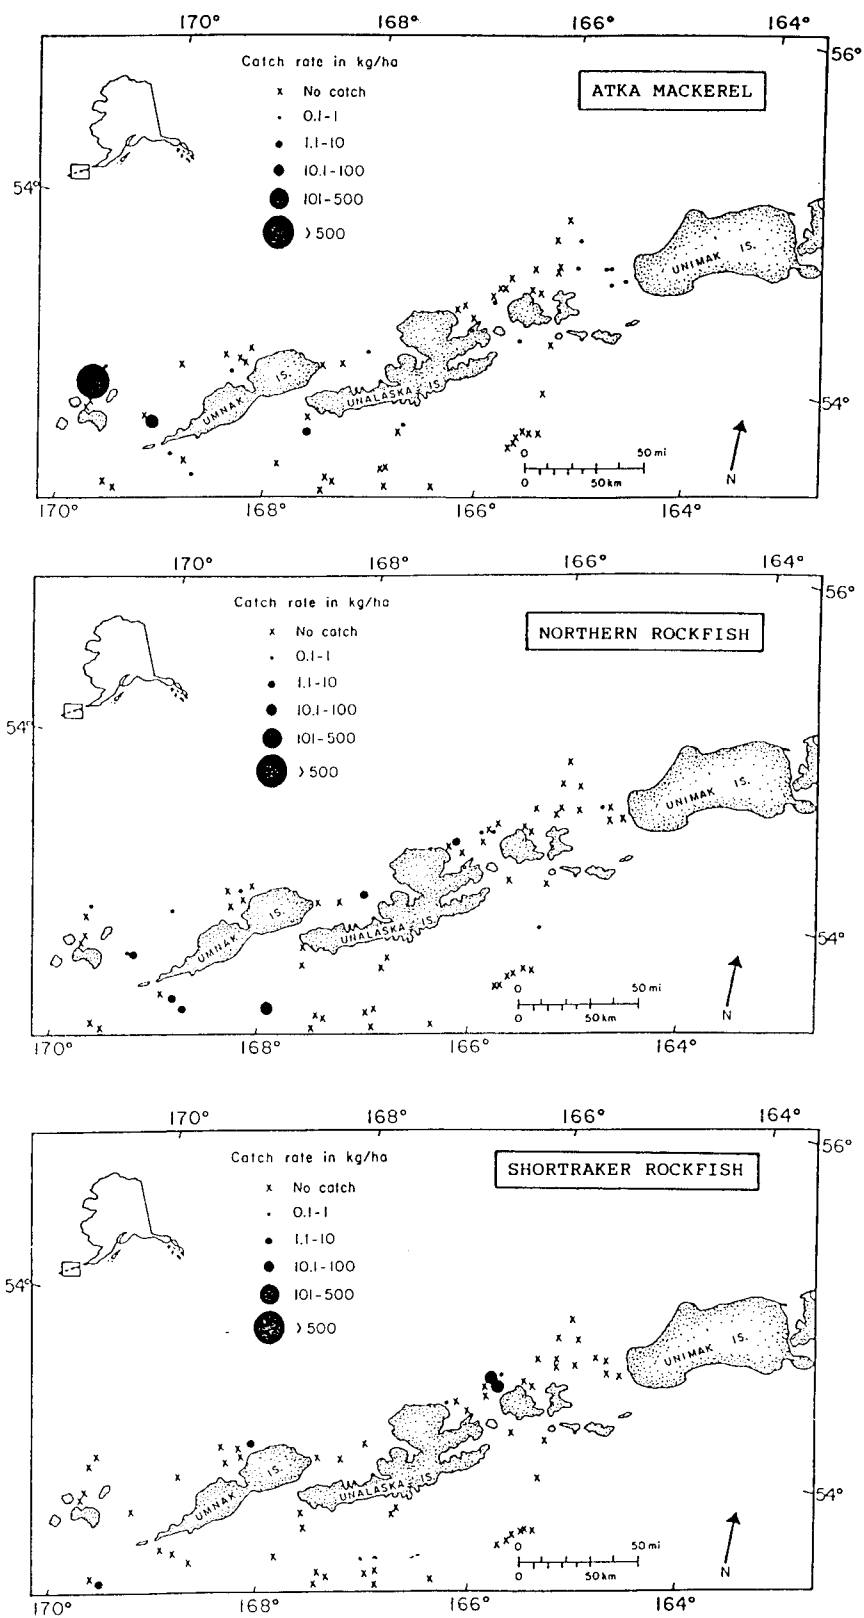 170° 168° 166° 164°
56°
Catch rate in kg/ha
ATKA MACKEREL
x No catch
0.1-1
1.1-10
10.1-100
101-500
>500
54°
UNIMAK IS.
UMNAK IS.
UNALASKA IS.
54°
0 50 mi
0 50 km
N
170° 168° 166° 164°
170° 168° 166° 164°
56°
Catch rate in kg/ha
NORTHERN ROCKFISH
x No catch
0.1-1
1.1-10
10.1-100
101-500
>500
54°
UNIMAK IS.
UMNAK IS.
UNALASKA IS.
54°
0 50 mi
0 50km
N
170° 168° 166° 164°
170° 168° 166° 164°
56°
Catch rate in kg/ha
SHORTRAKER ROCKFISH
x No catch
0.1-1
1.1-10
10.1-100
101-500
>500
54°
UNIMAK IS.
UMNAK IS.
UNALASKA IS.
54°
0 50 mi
0 50km
N
170° 168° 166° 164°